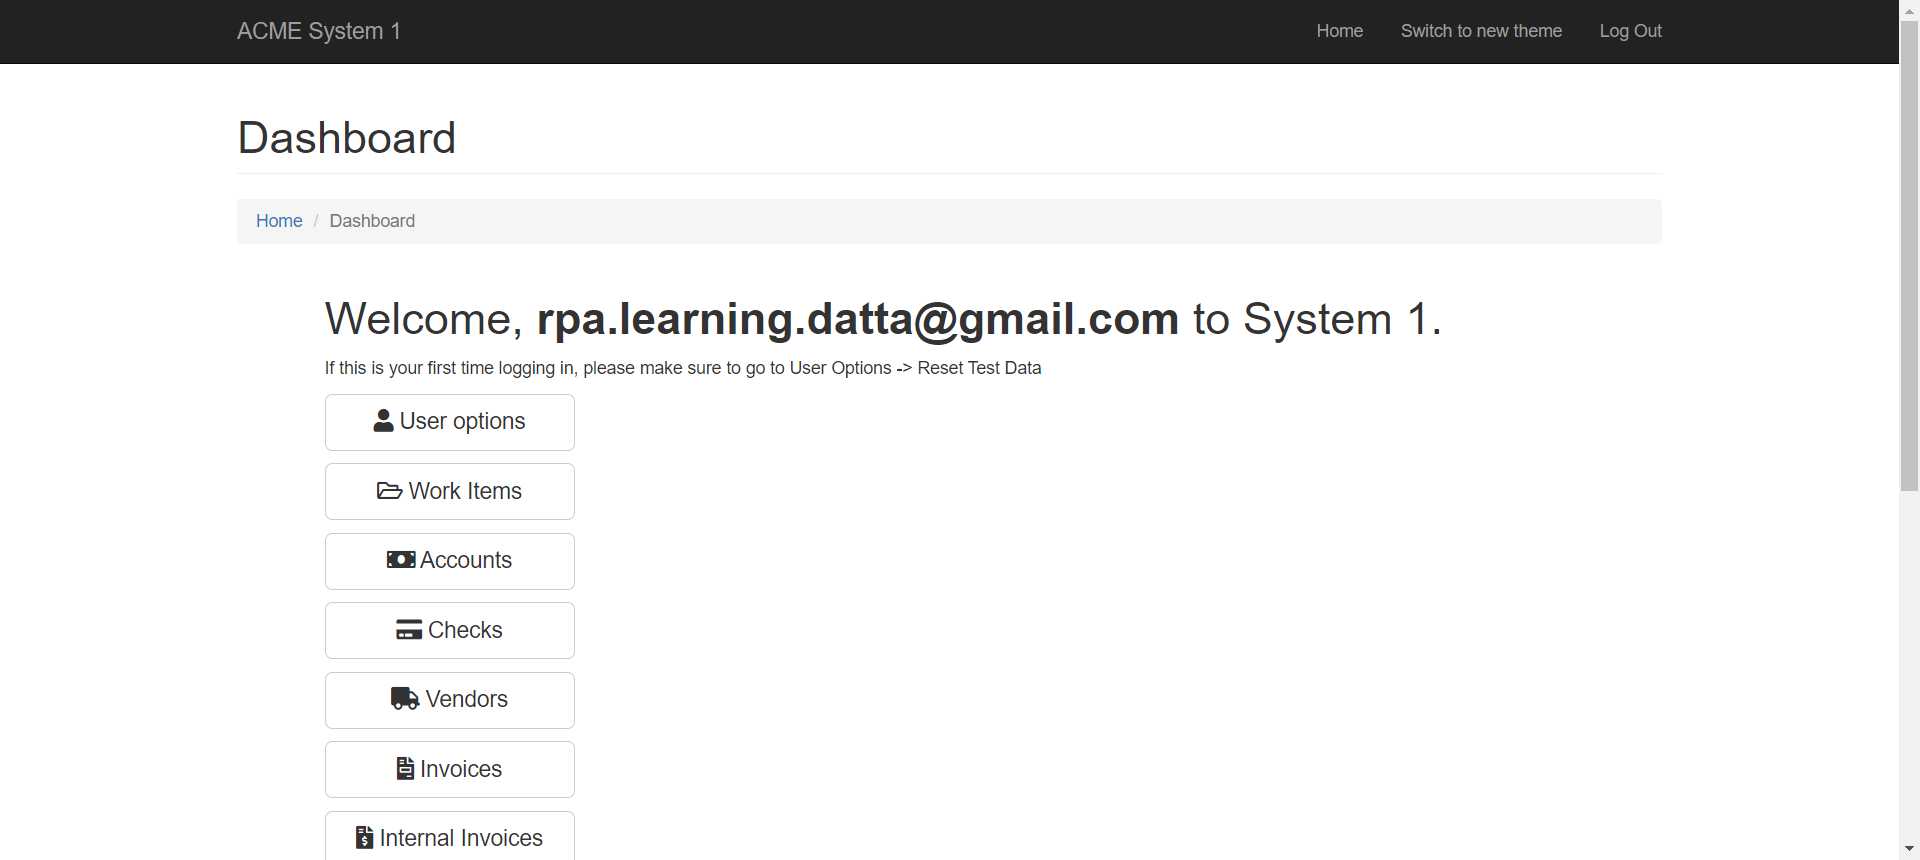 ACME System 1
Home
Switch to new theme
Log Out
Dashboard
Home / Dashboard
Welcome, rpa.learning.datta@gmail.com to System 1.
If this is your first time logging in, please make sure to go to User Options -> Reset Test Data
User options
Work Items
Accounts
Checks
Vendors
Invoices
Internal Invoices